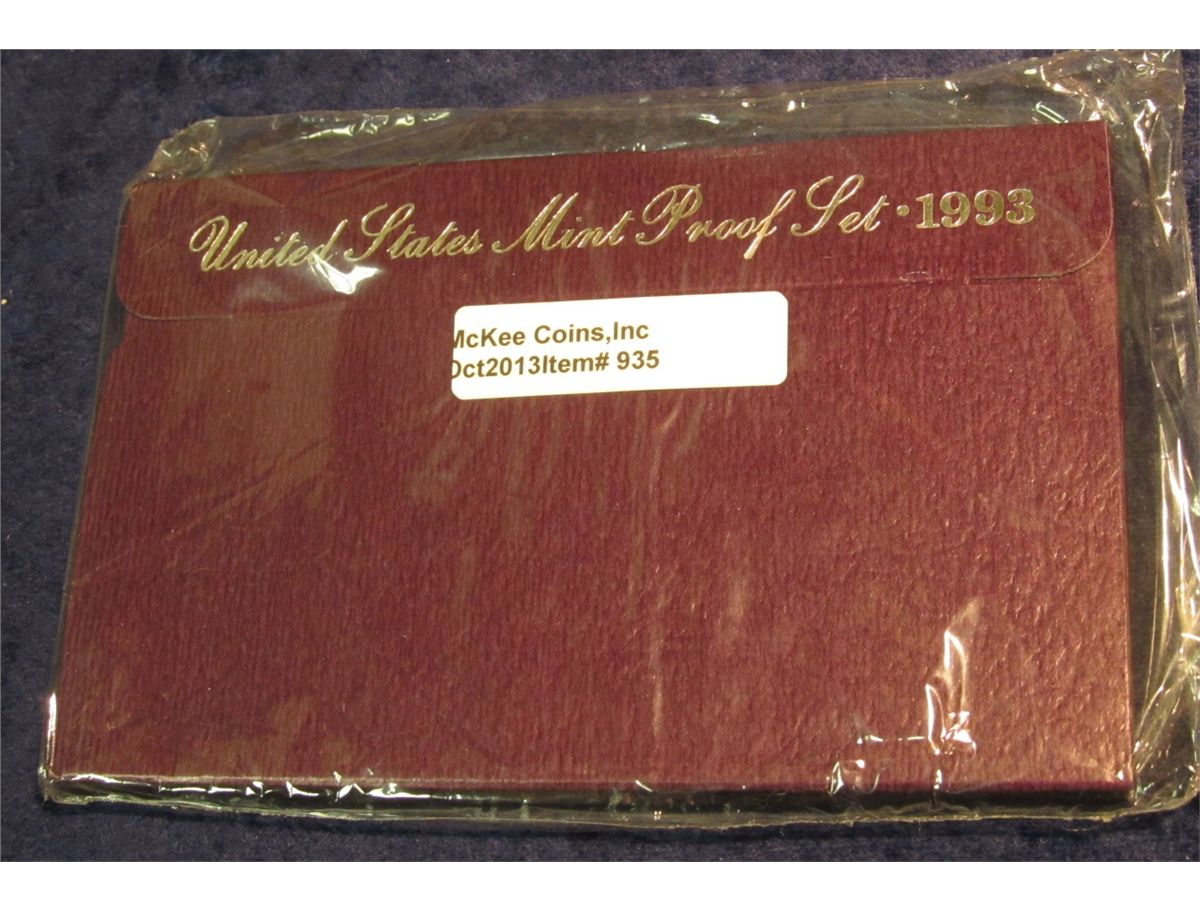 United States Mint Proof Set · 1993
McKee Coins,Inc
Oct2013Item# 935